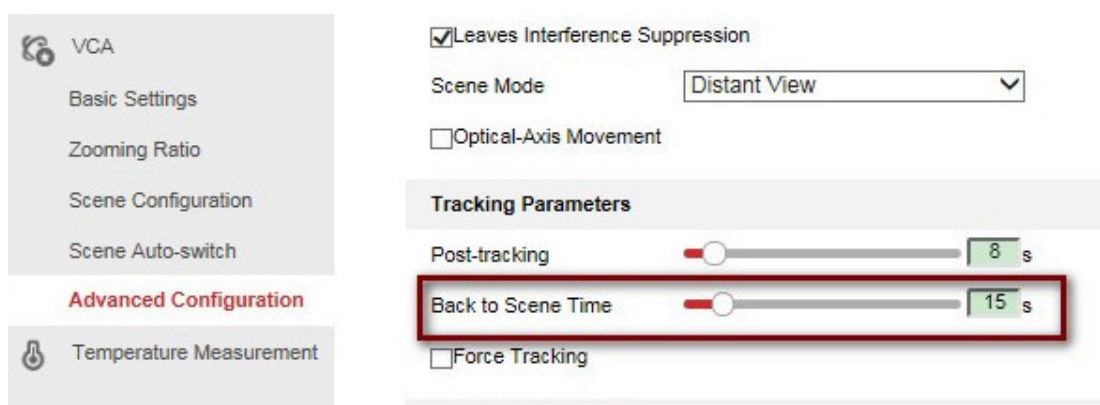 VCA
Basic Settings
Zooming Ratio
Scene Configuration
Scene Auto-switch
Advanced Configuration
Temperature Measurement
Leaves Interference Suppression
Scene Mode Distant View
Optical-Axis Movement
Tracking Parameters
Post-tracking 8 s
Back to Scene Time 15 s
Force Tracking